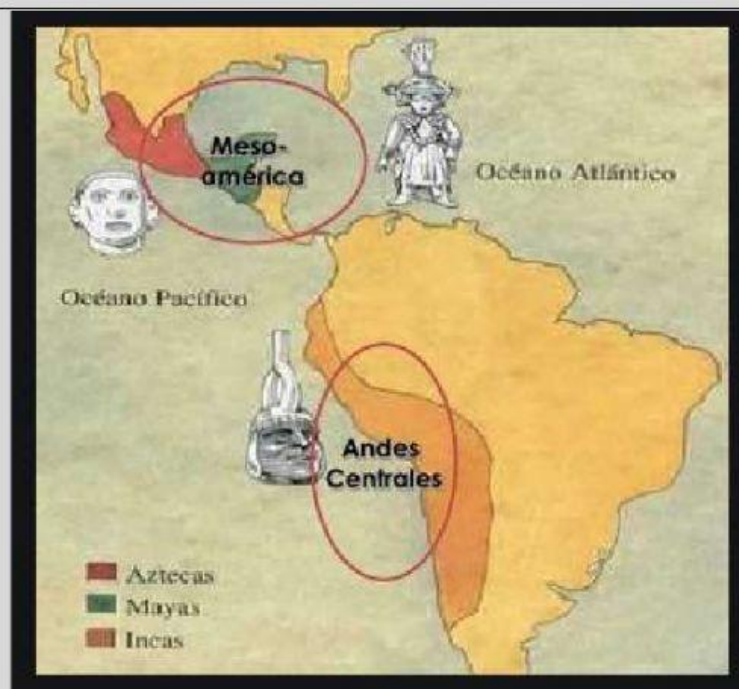 Meso-
américa
Océano Atlántico
Océano Pacífico
Andes
Centrales
Aztecas
Mayas
Incas